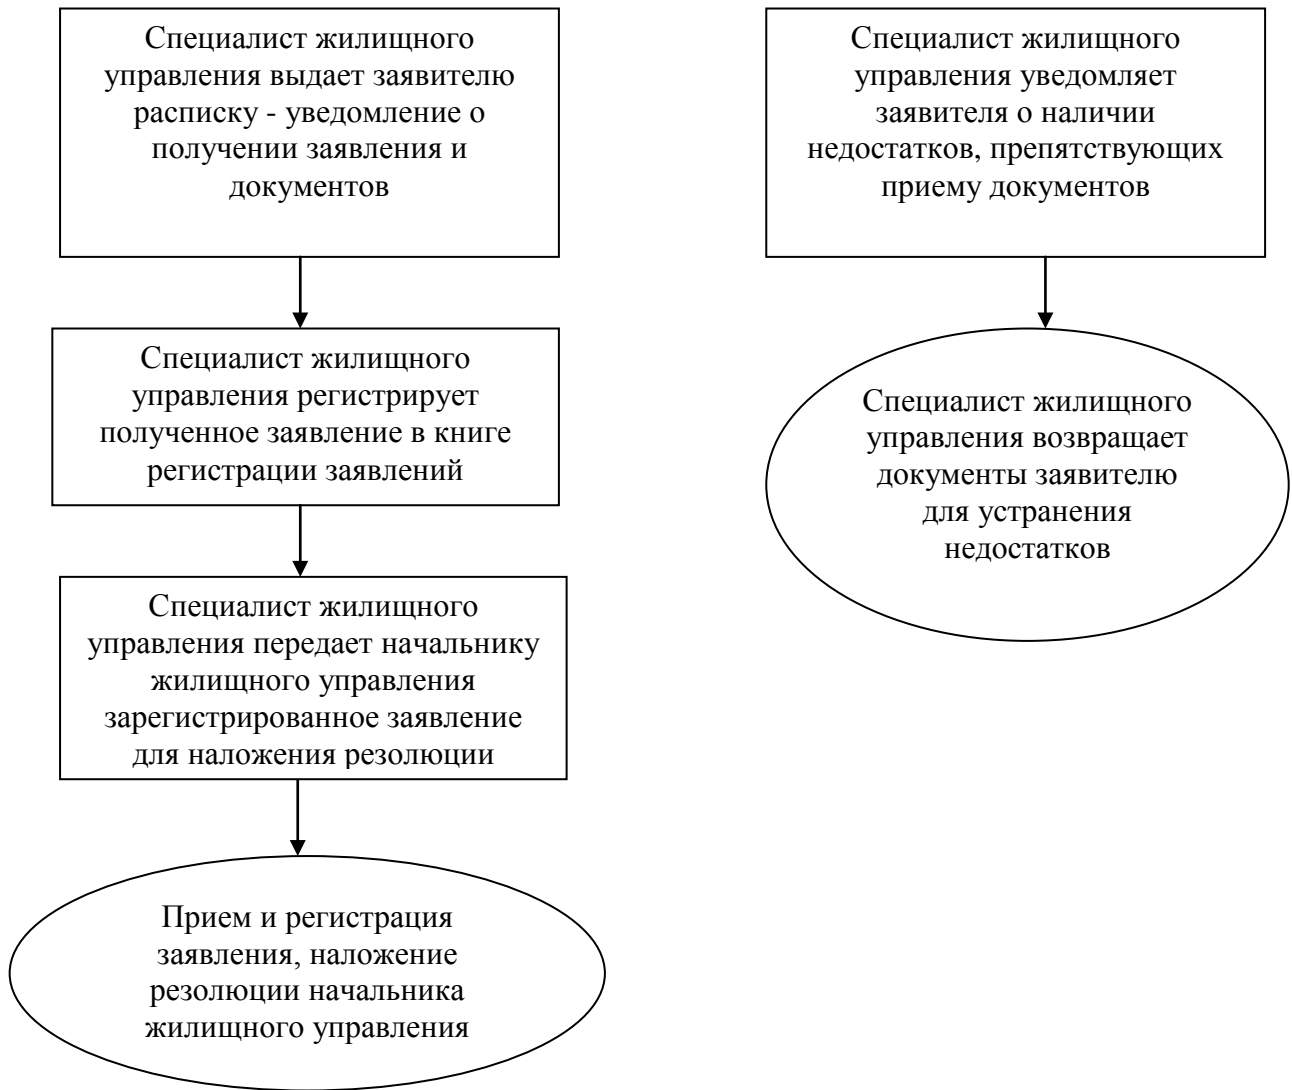 Специалист жилищного
управления выдает заявителю
расписку - уведомление о
получении заявления и
документов
Специалист жилищного
управления уведомляет
заявителя о наличии
недостатков, препятствующих
приему документов
Специалист жилищного
управления регистрирует
полученное заявление в книге
регистрации заявлений
Специалист жилищного
управления возвращает
документы заявителю
для устранения
недостатков
Специалист жилищного
управления передает начальнику
жилищного управления
зарегистрированное заявление
для наложения резолюции
Прием и регистрация
заявления, наложение
резолюции начальника
жилищного управления